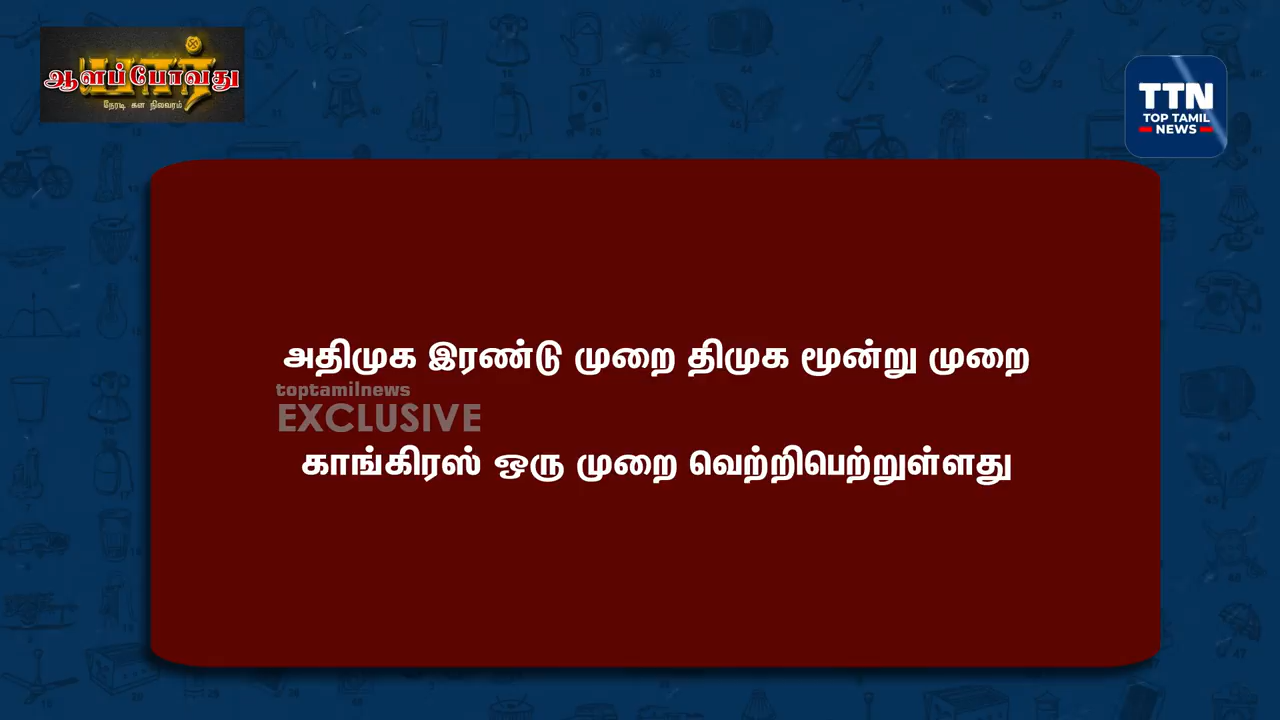 யார்
ஆளப்போவது
நேரடி கள நிலவரம்
TTN
TOP TAMIL
NEWS
அதிமுக இரண்டு முறை திமுக மூன்று முறை
toptamilnews
EXCLUSIVE
காங்கிரஸ் ஒரு முறை வெற்றிபெற்றுள்ளது